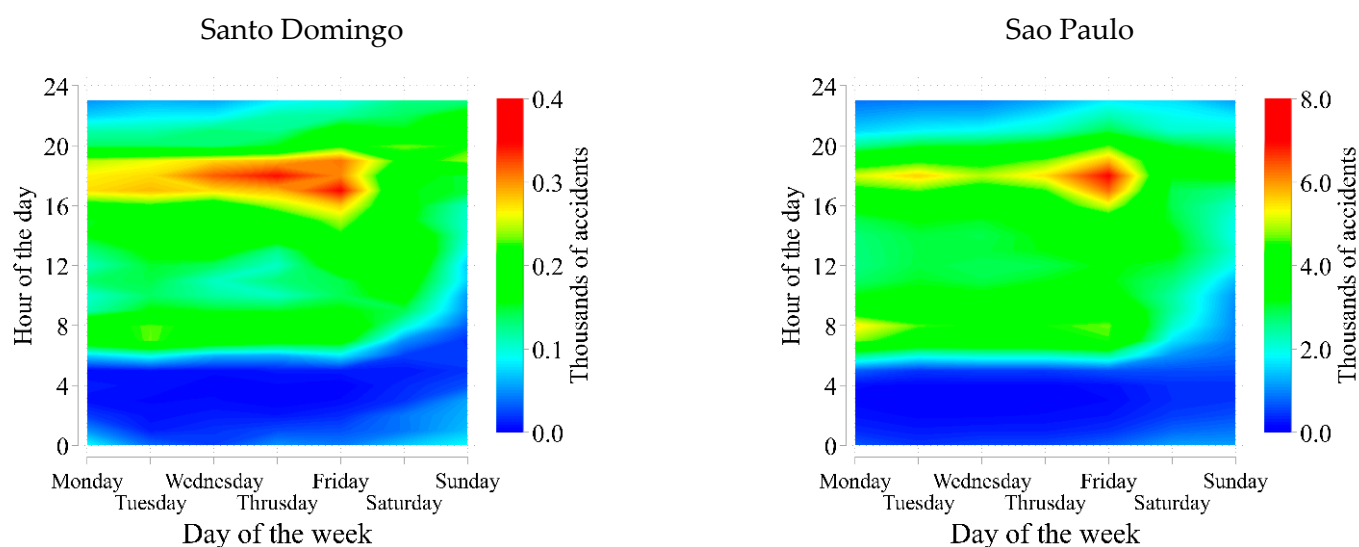 Santo Domingo
24
20
16
12
8
4
0
Hour of the day
Monday
Tuesday
Wednesday
Thrusday
Friday
Saturday
Sunday
Day of the week
0.4
0.3
0.2
0.1
0.0
Thousands of accidents
Sao Paulo
24
20
16
12
8
4
0
Hour of the day
Monday
Tuesday
Wednesday
Thrusday
Friday
Saturday
Sunday
Day of the week
8.0
6.0
4.0
2.0
0.0
Thousands of accidents